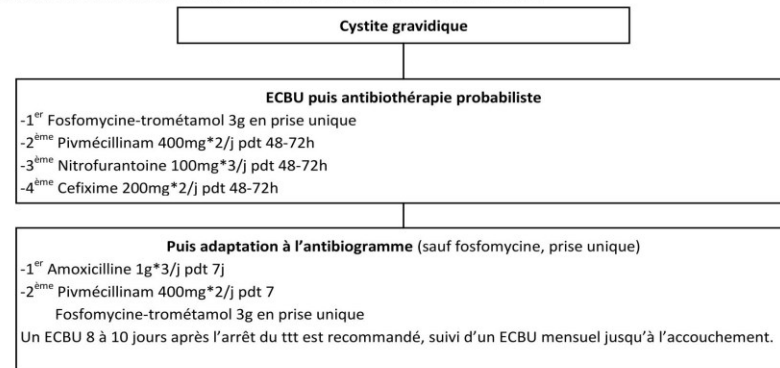 Cystite gravidique
ECBU puis antibiothérapie probabiliste
-1er Fosfomycine-trométamol 3g en prise unique
-2ème Pivmécillinam 400mg*2/j pdt 48-72h
-3ème Nitrofurantoine 100mg*3/j pdt 48-72h
-4ème Cefixime 200mg*2/j pdt 48-72h
Puis adaptation à l'antibiogramme (sauf fosfomycine, prise unique)
-1er Amoxicilline 1g*3/j pdt 7j
-2ème Pivmécillinam 400mg*2/j pdt 7
Fosfomycine-trométamol 3g en prise unique
Un ECBU 8 à 10 jours après l'arrêt du ttt est recommandé, suivi d'un ECBU mensuel jusqu'à l'accouchement.